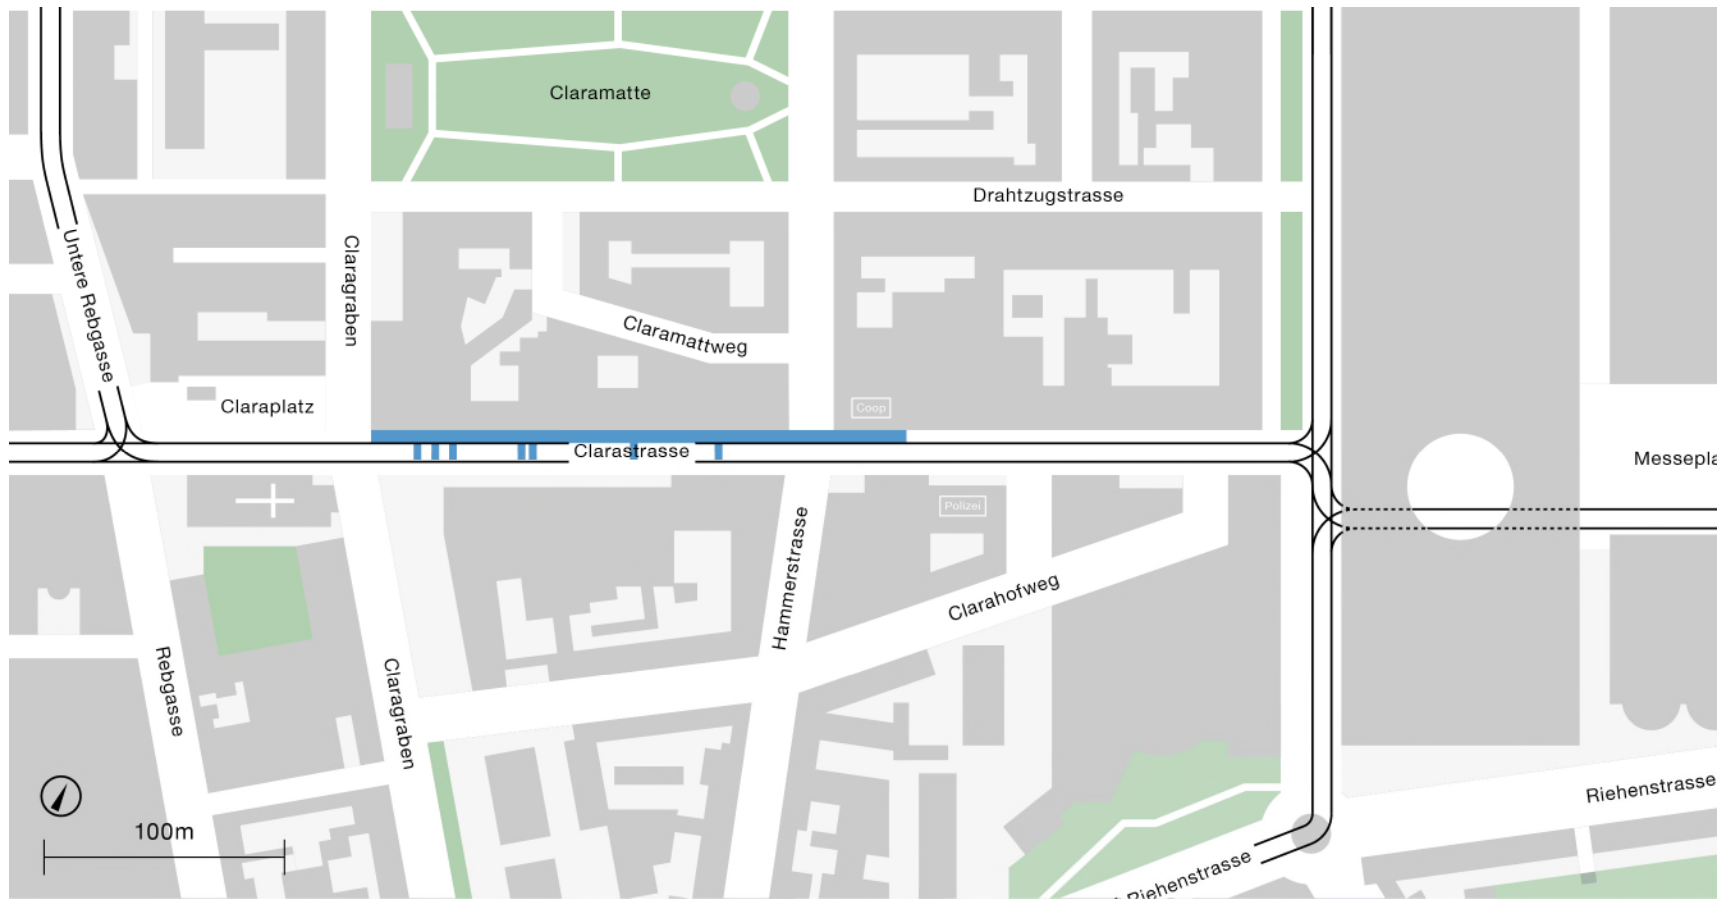 Claramatte
Drahtzugstrasse
Untere Rebgasse
Claragraben
Claramattweg
Claraplatz
Coop
Clarastrasse
Messepla
Polizei
Hammerstrasse
Clarahofweg
Rebgasse
Claragraben
Riehenstrasse
100m
Riehenstrasse